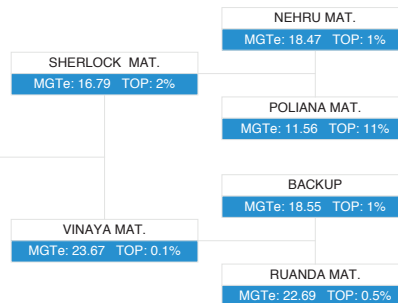 NEHRU MAT.
MGTe: 18.47 TOP: 1%
SHERLOCK MAT.
MGTe: 16.79 TOP: 2%
POLIANA MAT.
MGTe: 11.56 TOP: 11%
BACKUP
MGTe: 18.55 TOP: 1%
VINAYA MAT.
MGTe: 23.67 TOP: 0.1%
RUANDA MAT.
MGTe: 22.69 TOP: 0.5%